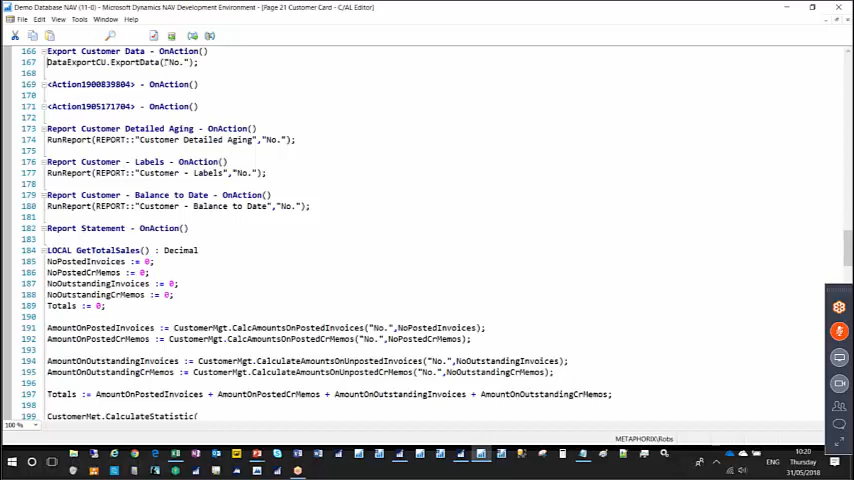 Demo Database NAV (11-0) - Microsoft Dynamics NAV Development Environment - [Page 21 Customer Card - C/AL Editor]
File Edit View Tools Window Help
166 Export Customer Data - OnAction()
167 DataExportCU.ExportData("No.");
168
169 <Action1900839804> - OnAction()
170
171 <Action1905171704> - OnAction()
172
173 Report Customer Detailed Aging - OnAction()
174 RunReport(REPORT::"Customer Detailed Aging","No.");
175
176 Report Customer - Labels - OnAction()
177 RunReport(REPORT::"Customer - Labels","No.");
178
179 Report Customer - Balance to Date - OnAction()
180 RunReport(REPORT::"Customer - Balance to Date","No.");
181
182 Report Statement - OnAction()
183
184 LOCAL GetTotalSales() : Decimal
185 NoPostedInvoices := 0;
186 NoPostedCrMemos := 0;
187 NoOutstandingInvoices := 0;
188 NoOutstandingCrMemos := 0;
189 Totals := 0;
190
191 AmountOnPostedInvoices := CustomerMgt.CalcAmountsOnPostedInvoices("No.",NoPostedInvoices);
192 AmountOnPostedCrMemos := CustomerMgt.CalcAmountsOnPostedCrMemos("No.",NoPostedCrMemos);
193
194 AmountOnOutstandingInvoices := CustomerMgt.CalculateAmountsOnUnpostedInvoices("No.",NoOutstandingInvoices);
195 AmountOnOutstandingCrMemos := CustomerMgt.CalculateAmountsOnUnpostedCrMemos("No.",NoOutstandingCrMemos);
196
197 Totals := AmountOnPostedInvoices + AmountOnPostedCrMemos + AmountOnOutstandingInvoices + AmountOnOutstandingCrMemos;
198
199 CustomerMgt.CalculateStatistic(
100 %
METAPHORIX\Robs
10:20
ENG Thursday
31/05/2018